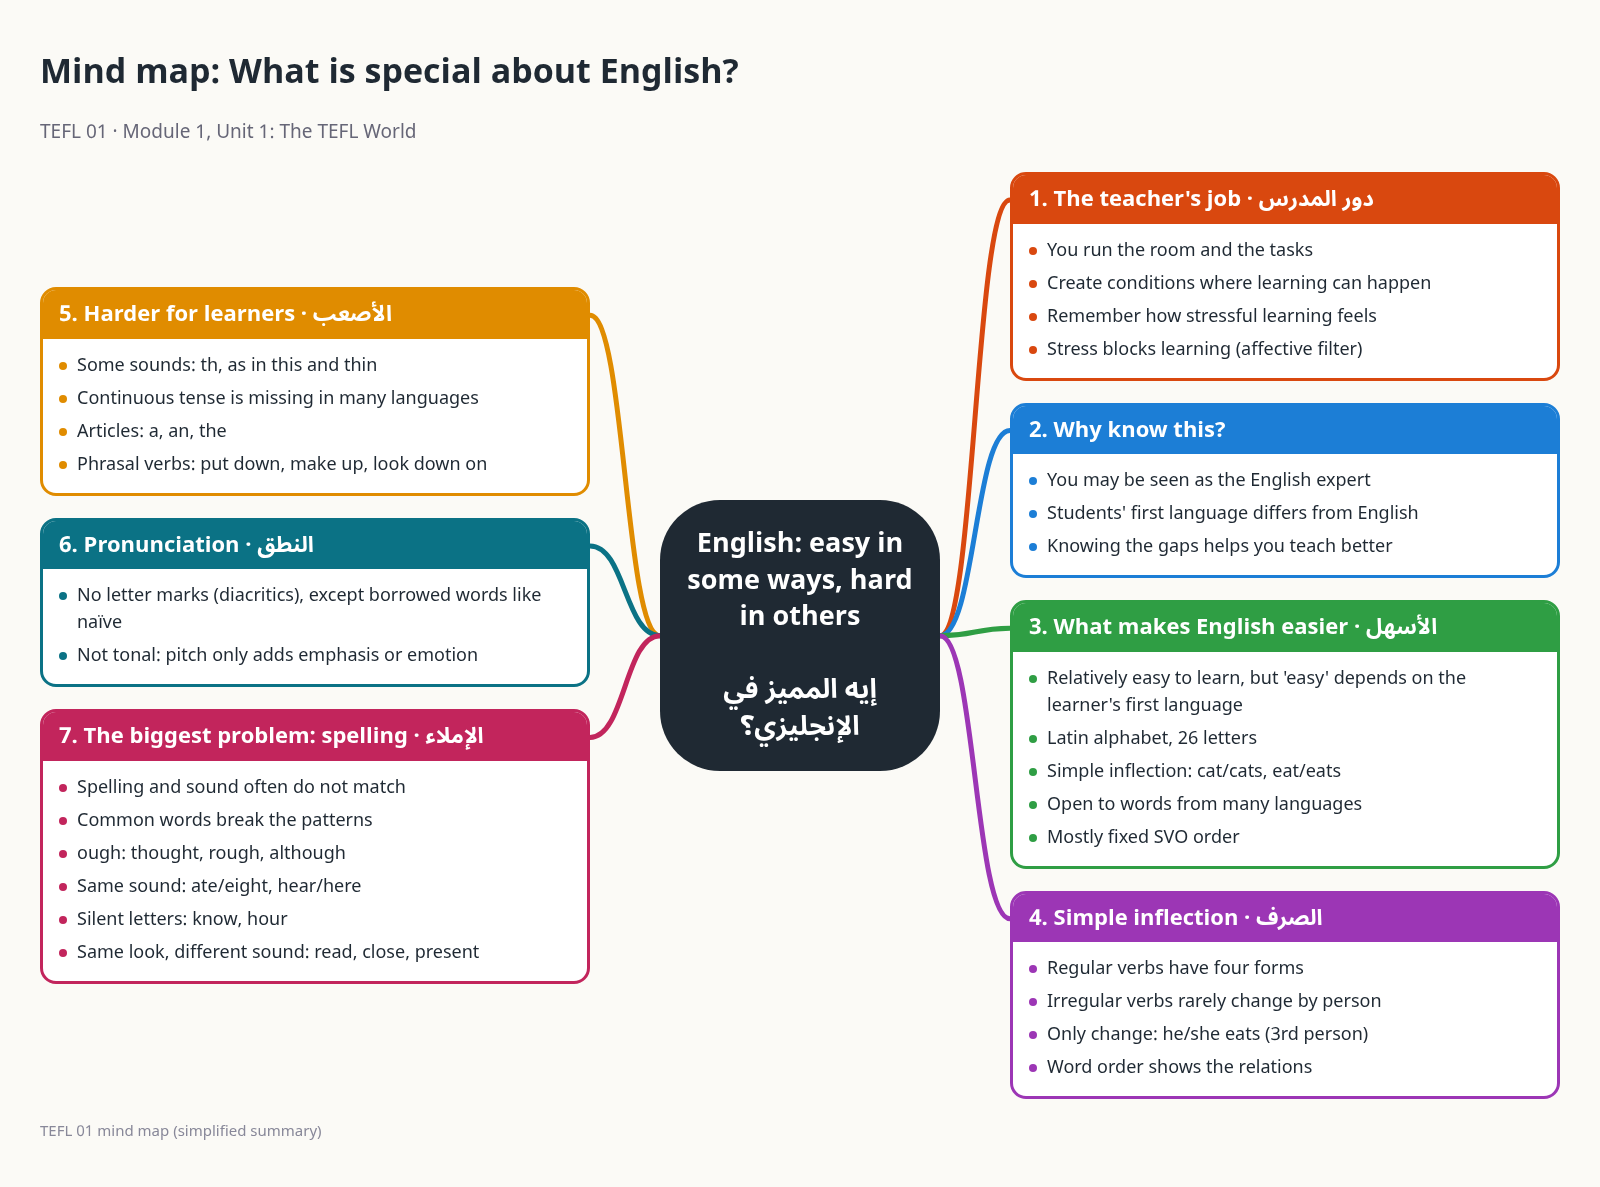 Mind map: What is special about English?
TEFL 01 · Module 1, Unit 1: The TEFL World
1. The teacher's job · دور المدرس
You run the room and the tasks
Create conditions where learning can happen
Remember how stressful learning feels
Stress blocks learning (affective filter)
2. Why know this?
You may be seen as the English expert
Students' first language differs from English
Knowing the gaps helps you teach better
3. What makes English easier · الأسهل
Relatively easy to learn, but 'easy' depends on the
learner's first language
Latin alphabet, 26 letters
Simple inflection: cat/cats, eat/eats
Open to words from many languages
Mostly fixed SVO order
4. Simple inflection · الصرف
Regular verbs have four forms
Irregular verbs rarely change by person
Only change: he/she eats (3rd person)
Word order shows the relations
5. Harder for learners · الأصعب
Some sounds: th, as in this and thin
Continuous tense is missing in many languages
Articles: a, an, the
Phrasal verbs: put down, make up, look down on
6. Pronunciation · النطق
No letter marks (diacritics), except borrowed words like
naïve
Not tonal: pitch only adds emphasis or emotion
7. The biggest problem: spelling · الإملاء
Spelling and sound often do not match
Common words break the patterns
ough: thought, rough, although
Same sound: ate/eight, hear/here
Silent letters: know, hour
Same look, different sound: read, close, present
English: easy in
some ways, hard
in others
إيه المميز في
الإنجليزي؟
TEFL 01 mind map (simplified summary)